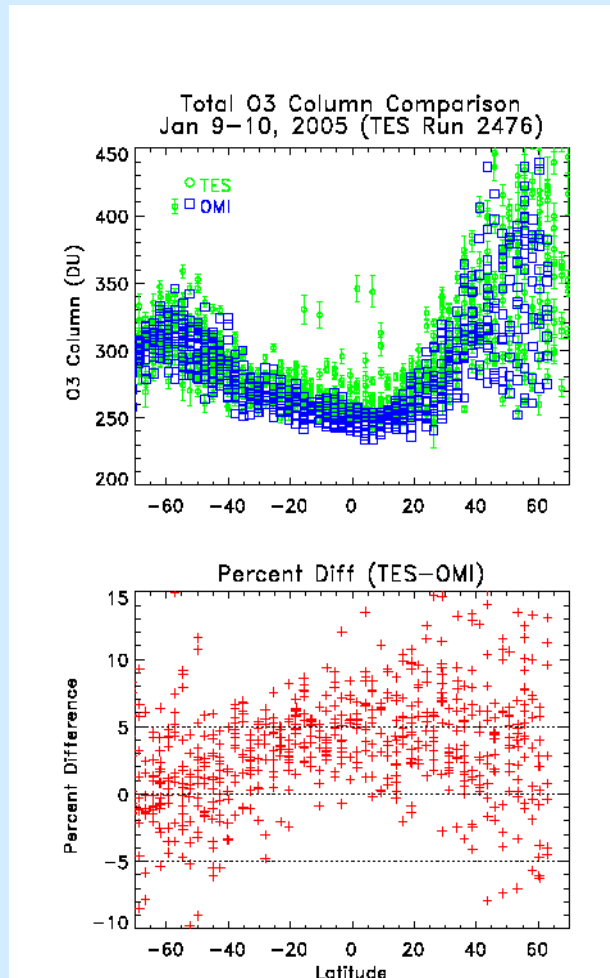 Total O3 Column Comparison
Jan 9-10, 2005 (TES Run 2476)
450
400
350
300
250
200
O3 Column (DU)
TES
OMI
-60 -40 -20 0 20 40 60
Percent Diff (TES-OMI)
15
10
5
0
-5
-10
Percent Difference
-60 -40 -20 0 20 40 60
Latitude